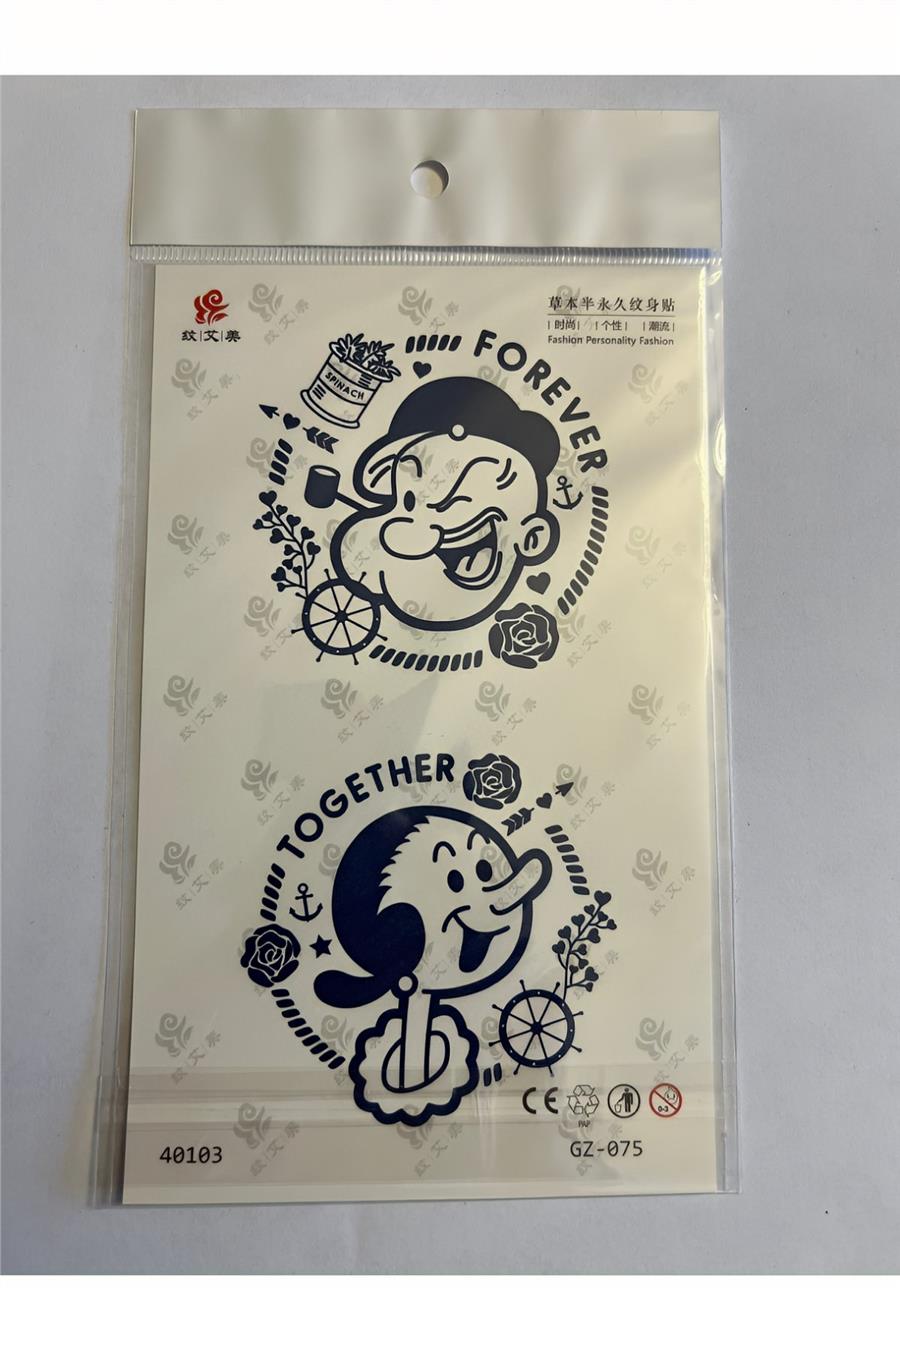 纹|艾|美
草本半永久纹身贴
|时尚| |个性| |潮流|
Fashion Personality Fashion
FOREVER
SPINACH
TOGETHER
CE
PAP
0-3
40103
GZ-075